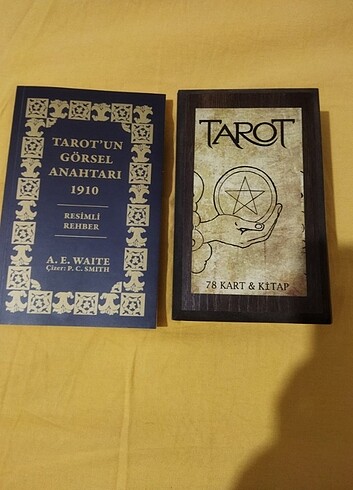 TAROT'UN
GÖRSEL
ANAHTARI
1910
RESİMLİ
REHBER
A. E. WAITE
Çizer: P. C. SMITH
TAROT
78 KART & KİTAP